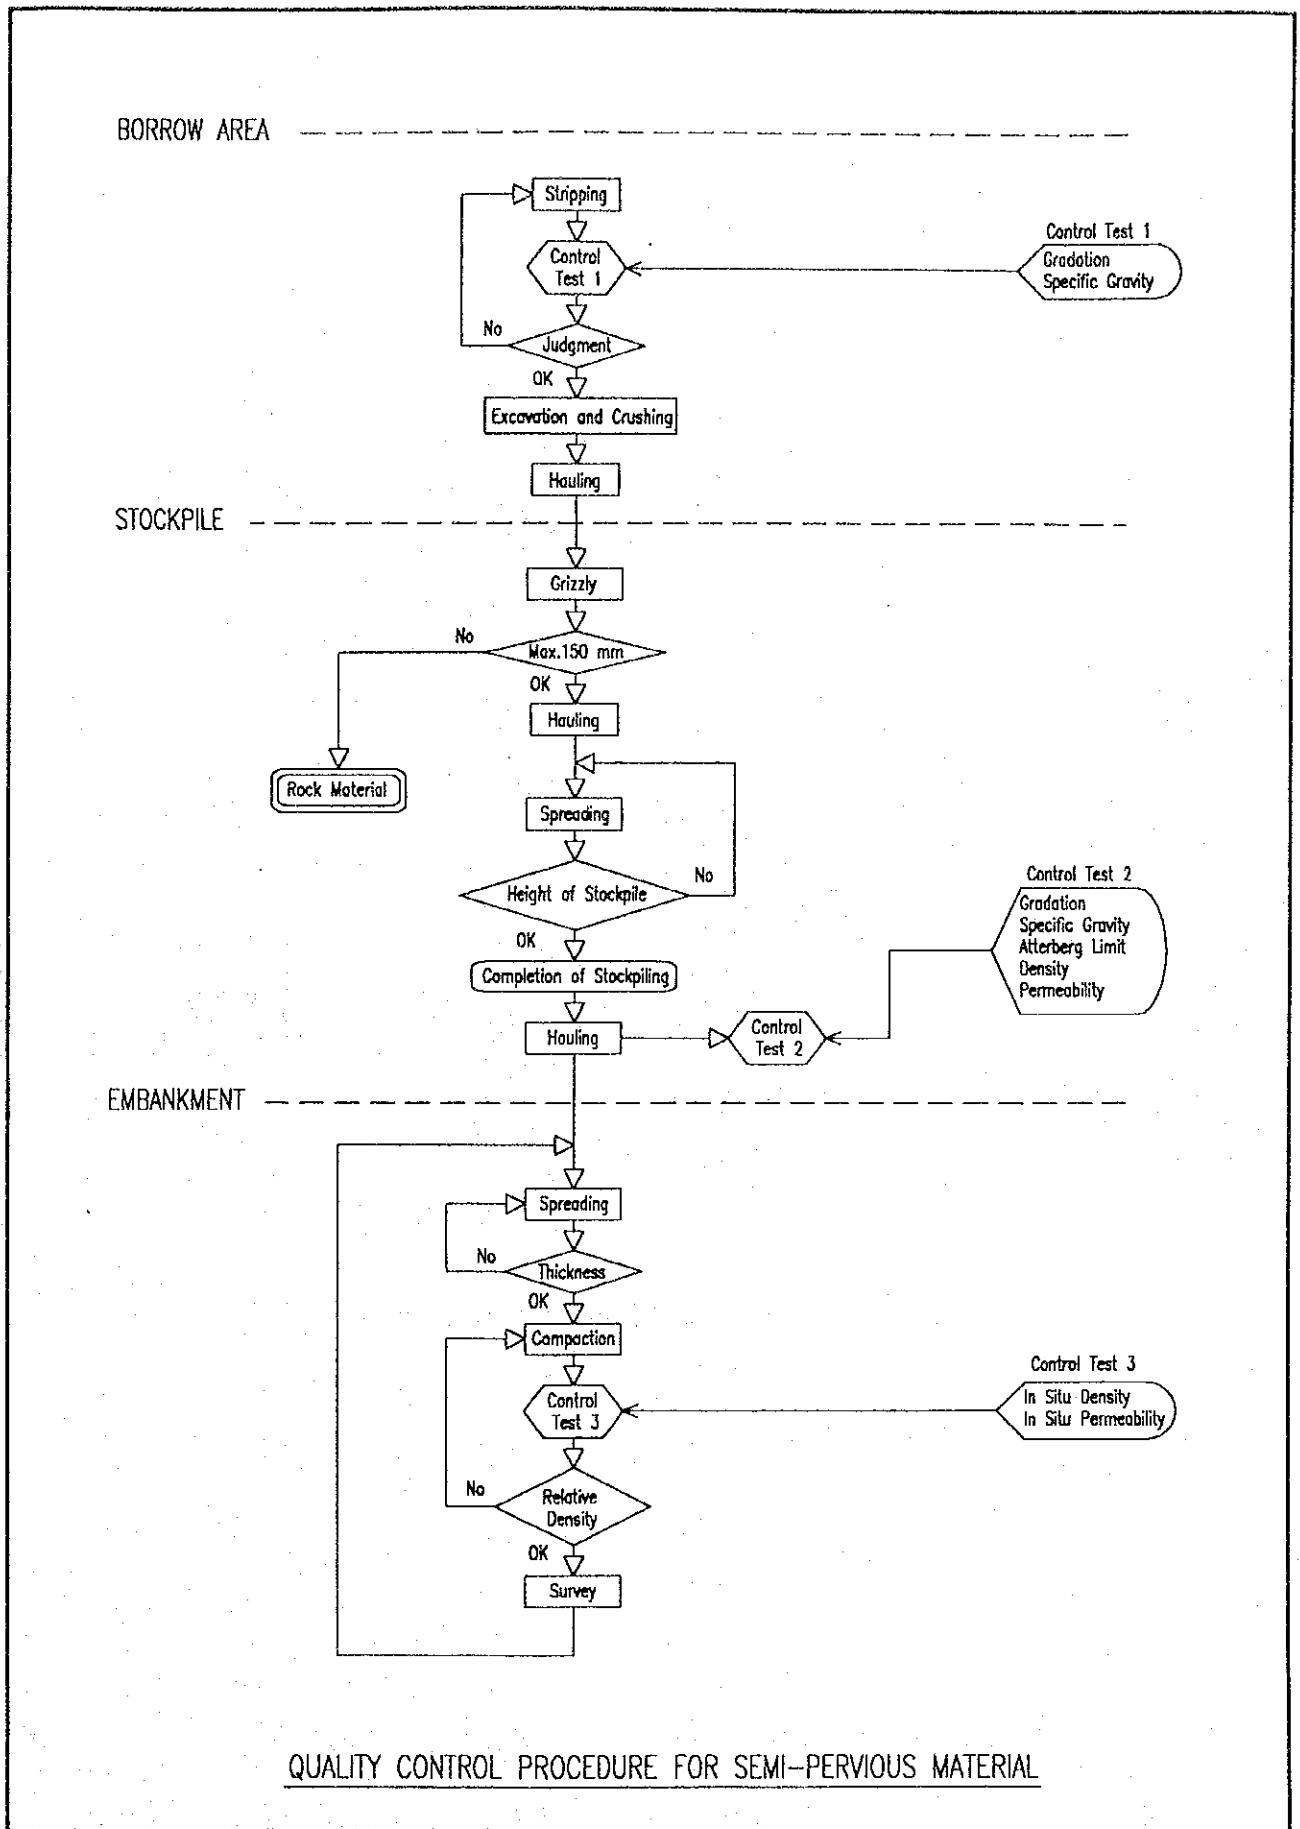 BORROW AREA
Stripping
Control Test 1
Control
Test 1
Gradation
Specific Gravity
No
Judgment
OK
Excavation and Crushing
Hauling
STOCKPILE
Grizzly
No
Max.150 mm
OK
Hauling
Rock Material
Spreading
Height of Stockpile
No
Control Test 2
Gradation
Specific Gravity
Atterberg Limit
Density
Permeability
OK
Completion of Stockpiling
Hauling
Control
Test 2
EMBANKMENT
Spreading
No
Thickness
OK
Compaction
Control Test 3
Control
Test 3
In Situ Density
In Situ Permeability
No
Relative
Density
OK
Survey
QUALITY CONTROL PROCEDURE FOR SEMI-PERVIOUS MATERIAL